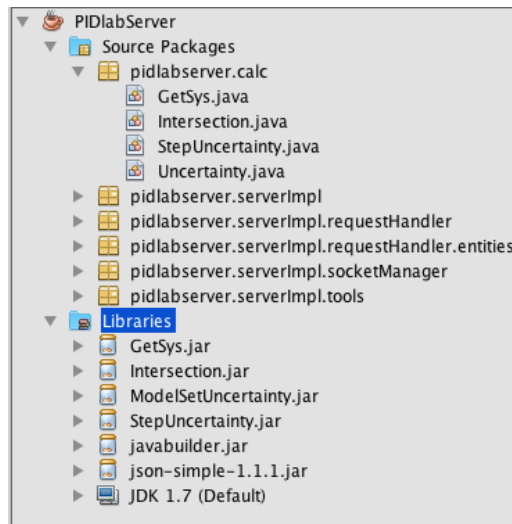 PIDlabServer
Source Packages
pidlabserver.calc
GetSys.java
Intersection.java
StepUncertainty.java
Uncertainty.java
pidlabserver.serverImpl
pidlabserver.serverImpl.requestHandler
pidlabserver.serverImpl.requestHandler.entities
pidlabserver.serverImpl.socketManager
pidlabserver.serverImpl.tools
Libraries
GetSys.jar
Intersection.jar
ModelSetUncertainty.jar
StepUncertainty.jar
javabuilder.jar
json-simple-1.1.1.jar
JDK 1.7 (Default)